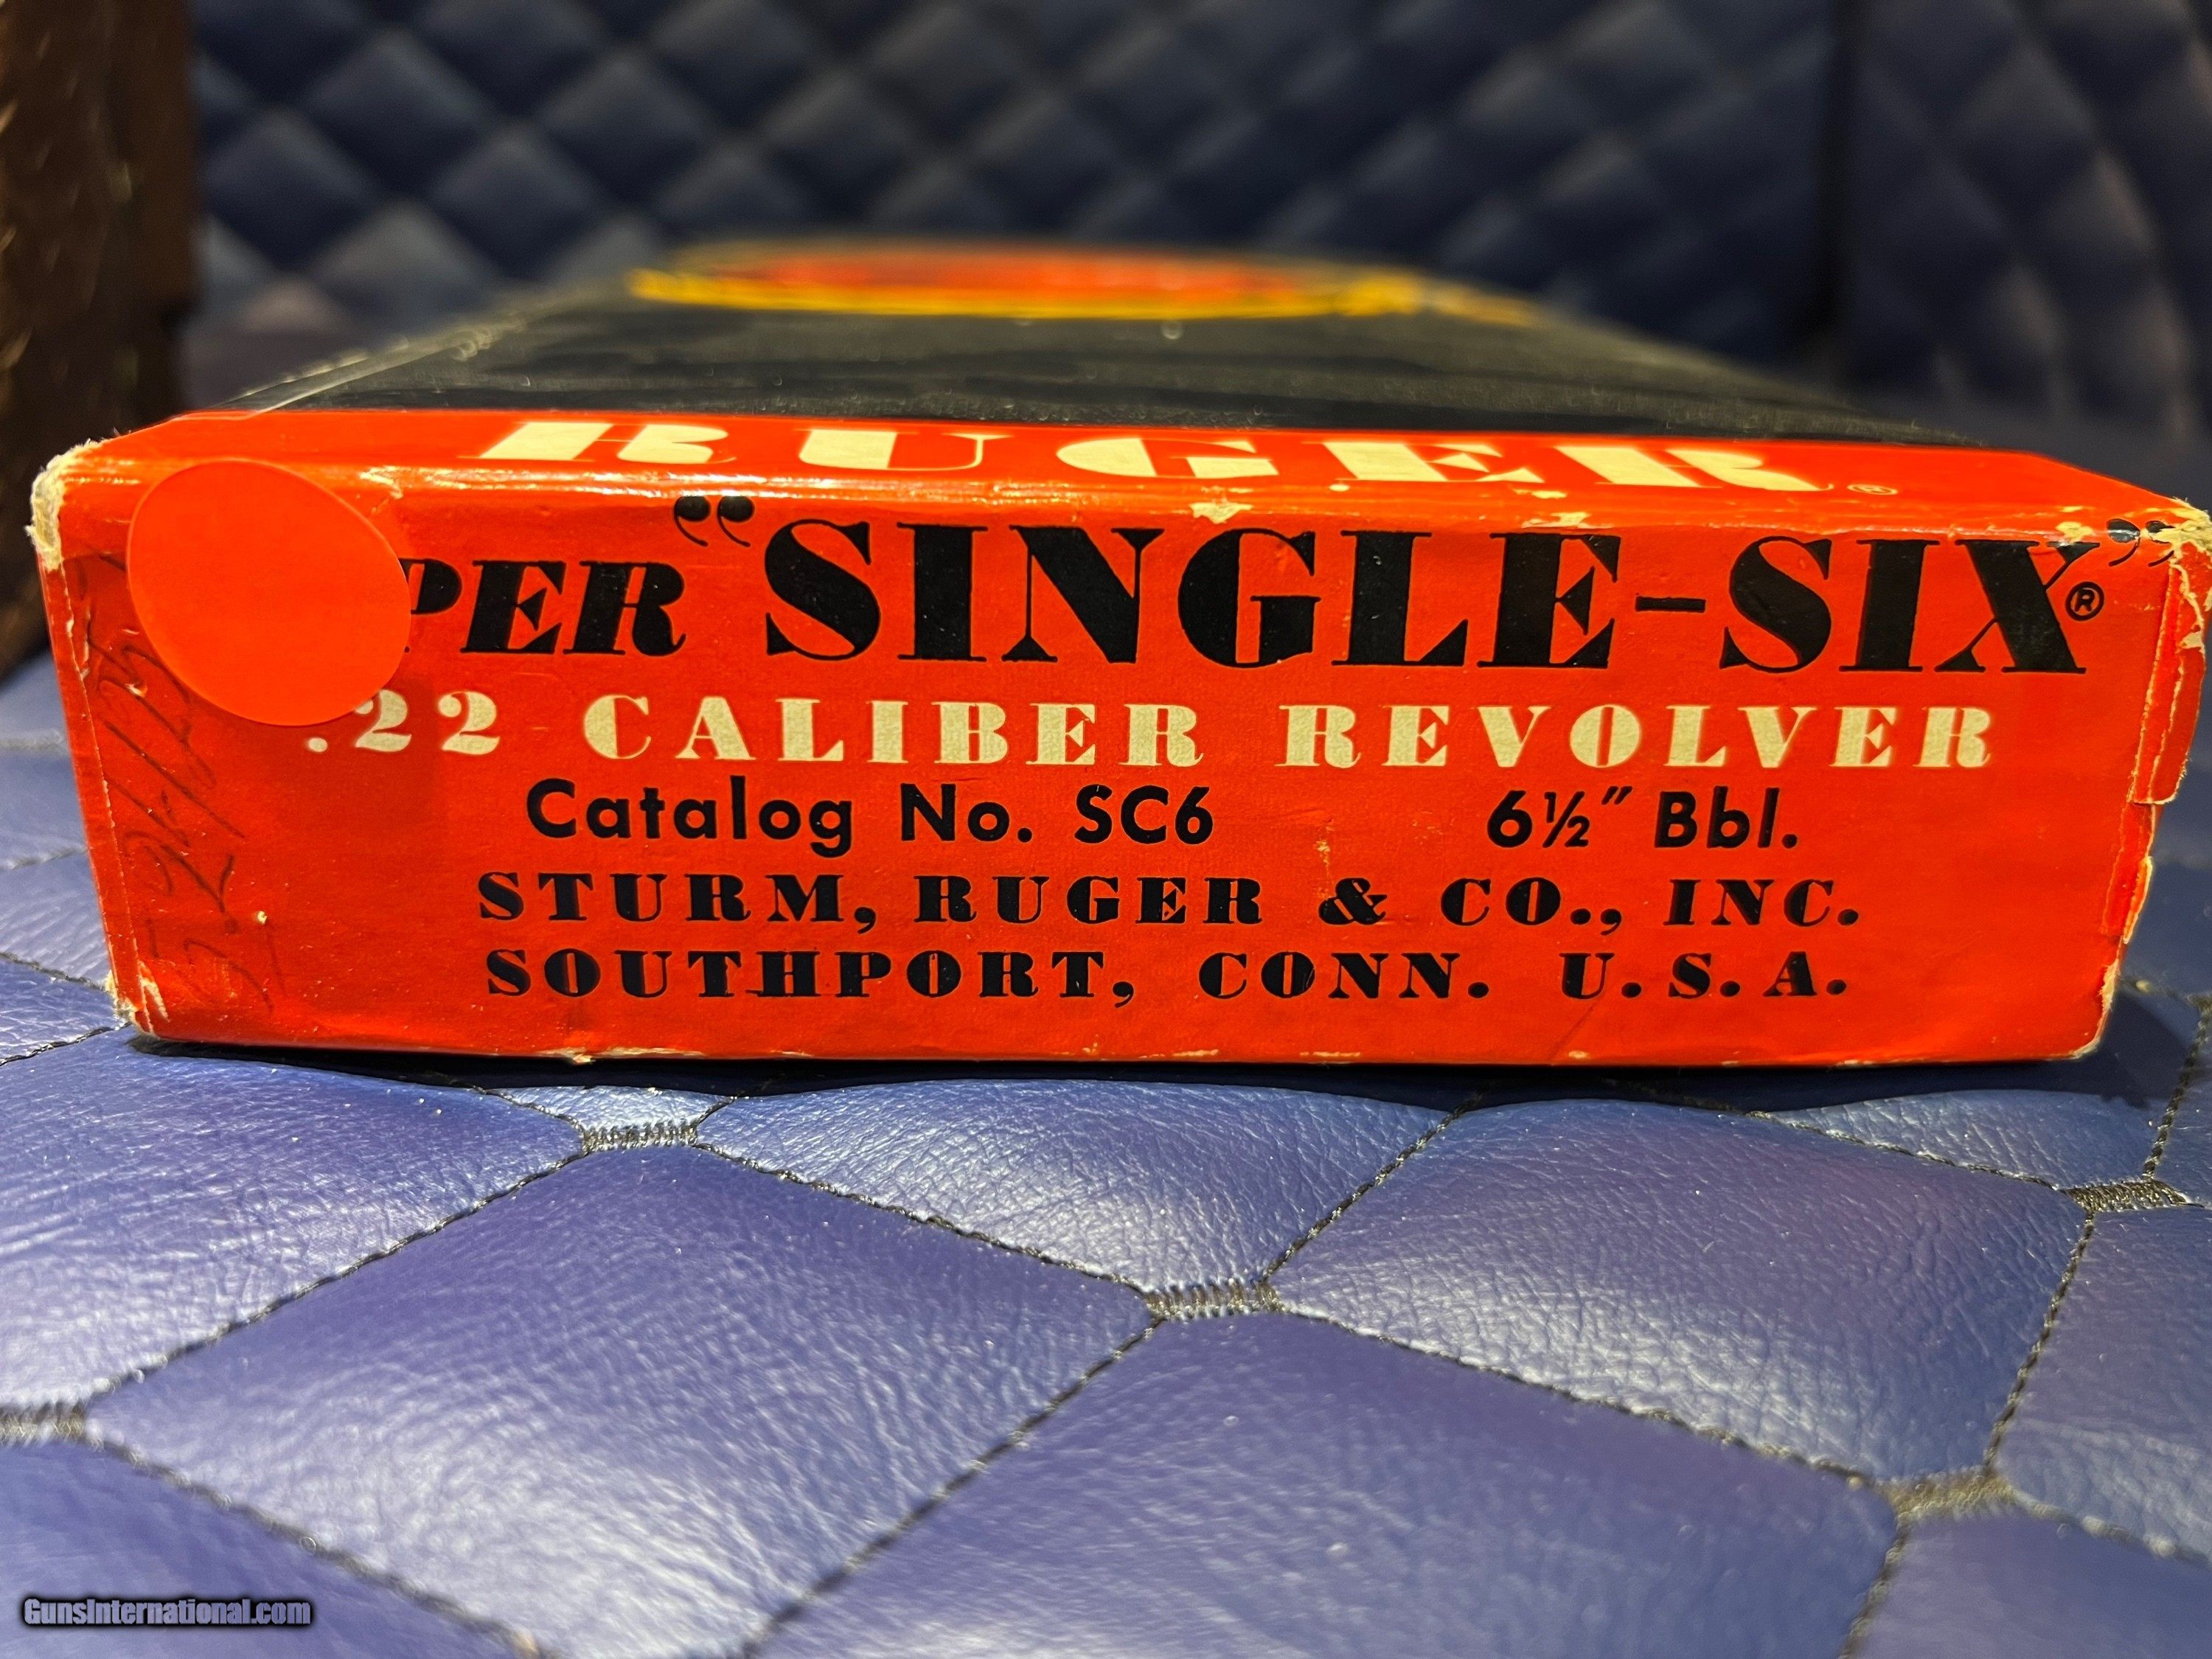 RUGER®
PER "SINGLE-SIX"®
.22 CALIBER REVOLVER
Catalog No. SC6 6½" Bbl.
STURM, RUGER & CO., INC.
SOUTHPORT, CONN. U.S.A.
GunsInternational.com